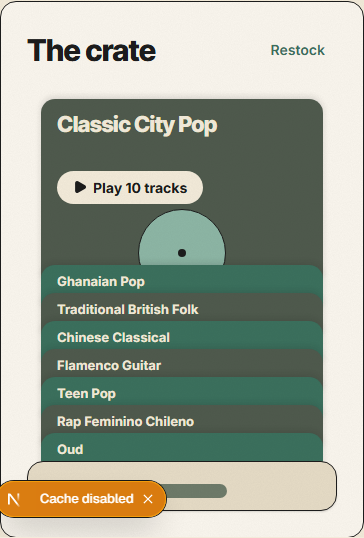 The crate
Restock
Classic City Pop
Play 10 tracks
Ghanaian Pop
Traditional British Folk
Chinese Classical
Flamenco Guitar
Teen Pop
Rap Feminino Chileno
Oud
N Cache disabled